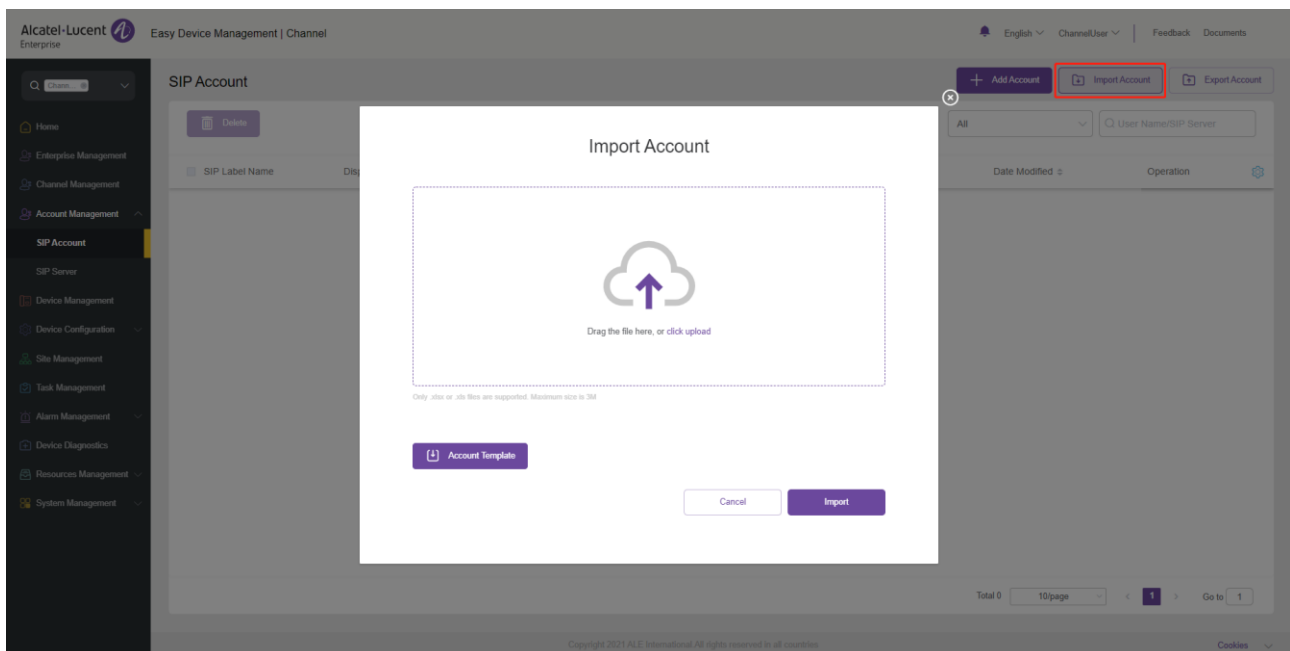 Alcatel-Lucent
Enterprise
Easy Device Management | Channel
English ChannelUser Feedback Documents
Chann...
SIP Account
Add Account Import Account Export Account
Home
Enterprise Management
Channel Management
Account Management
SIP Account
SIP Server
Device Management
Device Configuration
Site Management
Task Management
Alarm Management
Device Diagnostics
Resources Management
System Management
Delete
All User Name/SIP Server
SIP Label Name Disp Date Modified Operation
Import Account
Drag the file here, or click upload
Only .xlsx or .xls files are supported. Maximum size is 3M
Account Template
Cancel Import
Total 0 10/page < 1 > Go to 1
Copyright 2021 ALE International All rights reserved in all countries
Cookies